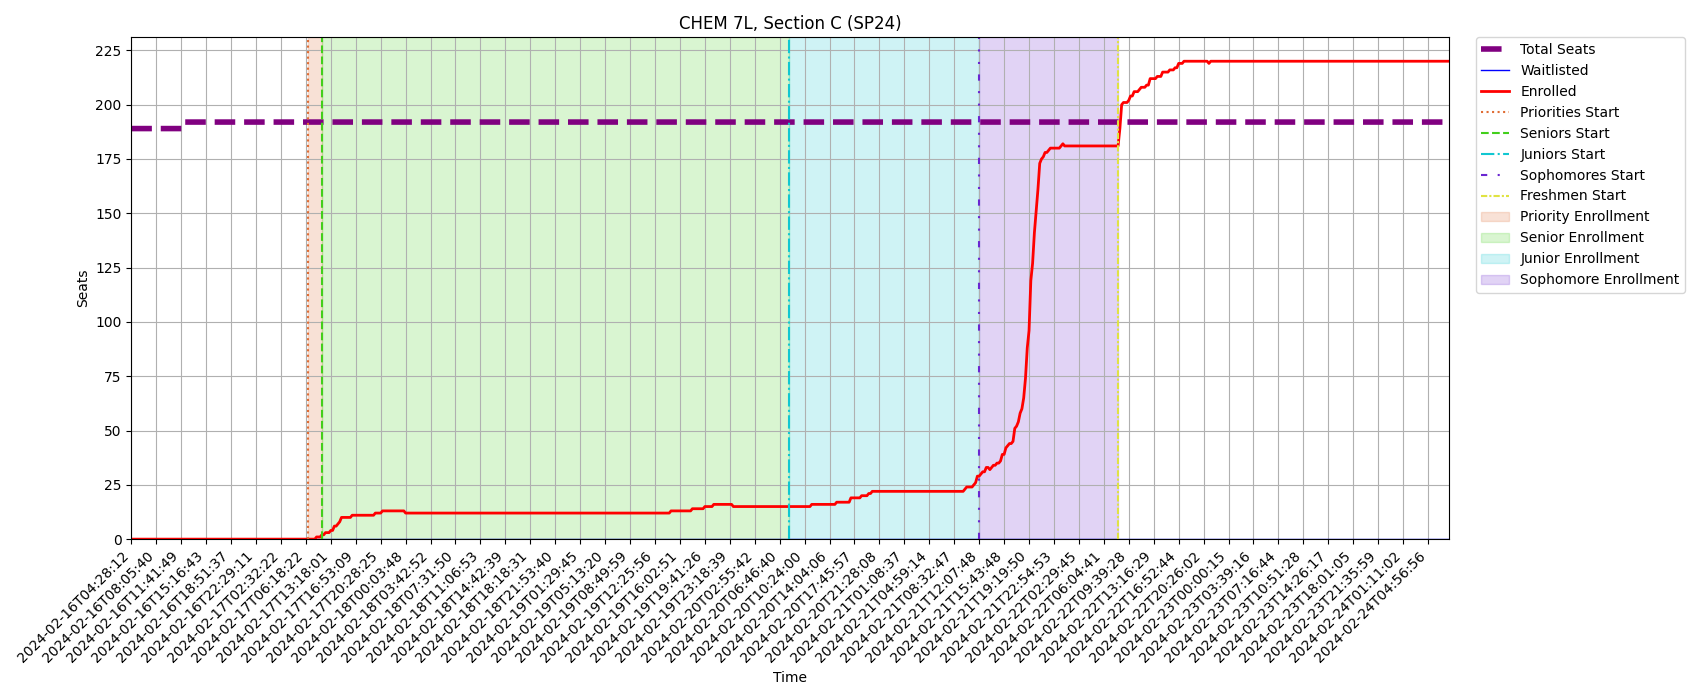 CHEM 7L, Section C (SP24)
Seats
225
200
175
150
125
100
75
50
25
0
2024-02-16T04:28:12
2024-02-16T08:05:40
2024-02-16T11:41:49
2024-02-16T15:16:43
2024-02-16T18:51:37
2024-02-16T22:29:11
2024-02-17T02:32:22
2024-02-17T06:18:22
2024-02-17T13:18:01
2024-02-17T16:53:09
2024-02-17T20:28:25
2024-02-18T00:03:48
2024-02-18T03:42:52
2024-02-18T07:31:50
2024-02-18T11:06:53
2024-02-18T14:42:39
2024-02-18T18:18:31
2024-02-18T21:53:40
2024-02-19T01:29:45
2024-02-19T05:13:20
2024-02-19T08:49:59
2024-02-19T12:25:56
2024-02-19T16:02:51
2024-02-19T19:41:26
2024-02-19T23:18:39
2024-02-20T02:55:42
2024-02-20T06:46:40
2024-02-20T10:24:00
2024-02-20T14:04:06
2024-02-20T17:45:57
2024-02-20T21:28:08
2024-02-21T01:08:37
2024-02-21T04:59:14
2024-02-21T08:32:47
2024-02-21T12:07:48
2024-02-21T15:43:48
2024-02-21T19:19:50
2024-02-21T22:54:53
2024-02-22T02:29:45
2024-02-22T06:04:41
2024-02-22T09:39:28
2024-02-22T13:16:29
2024-02-22T16:52:44
2024-02-22T20:26:02
2024-02-23T00:00:15
2024-02-23T03:39:16
2024-02-23T07:16:44
2024-02-23T10:51:28
2024-02-23T14:26:17
2024-02-23T18:01:05
2024-02-23T21:35:59
2024-02-24T01:11:02
2024-02-24T04:56:56
Time
Total Seats
Waitlisted
Enrolled
Priorities Start
Seniors Start
Juniors Start
Sophomores Start
Freshmen Start
Priority Enrollment
Senior Enrollment
Junior Enrollment
Sophomore Enrollment